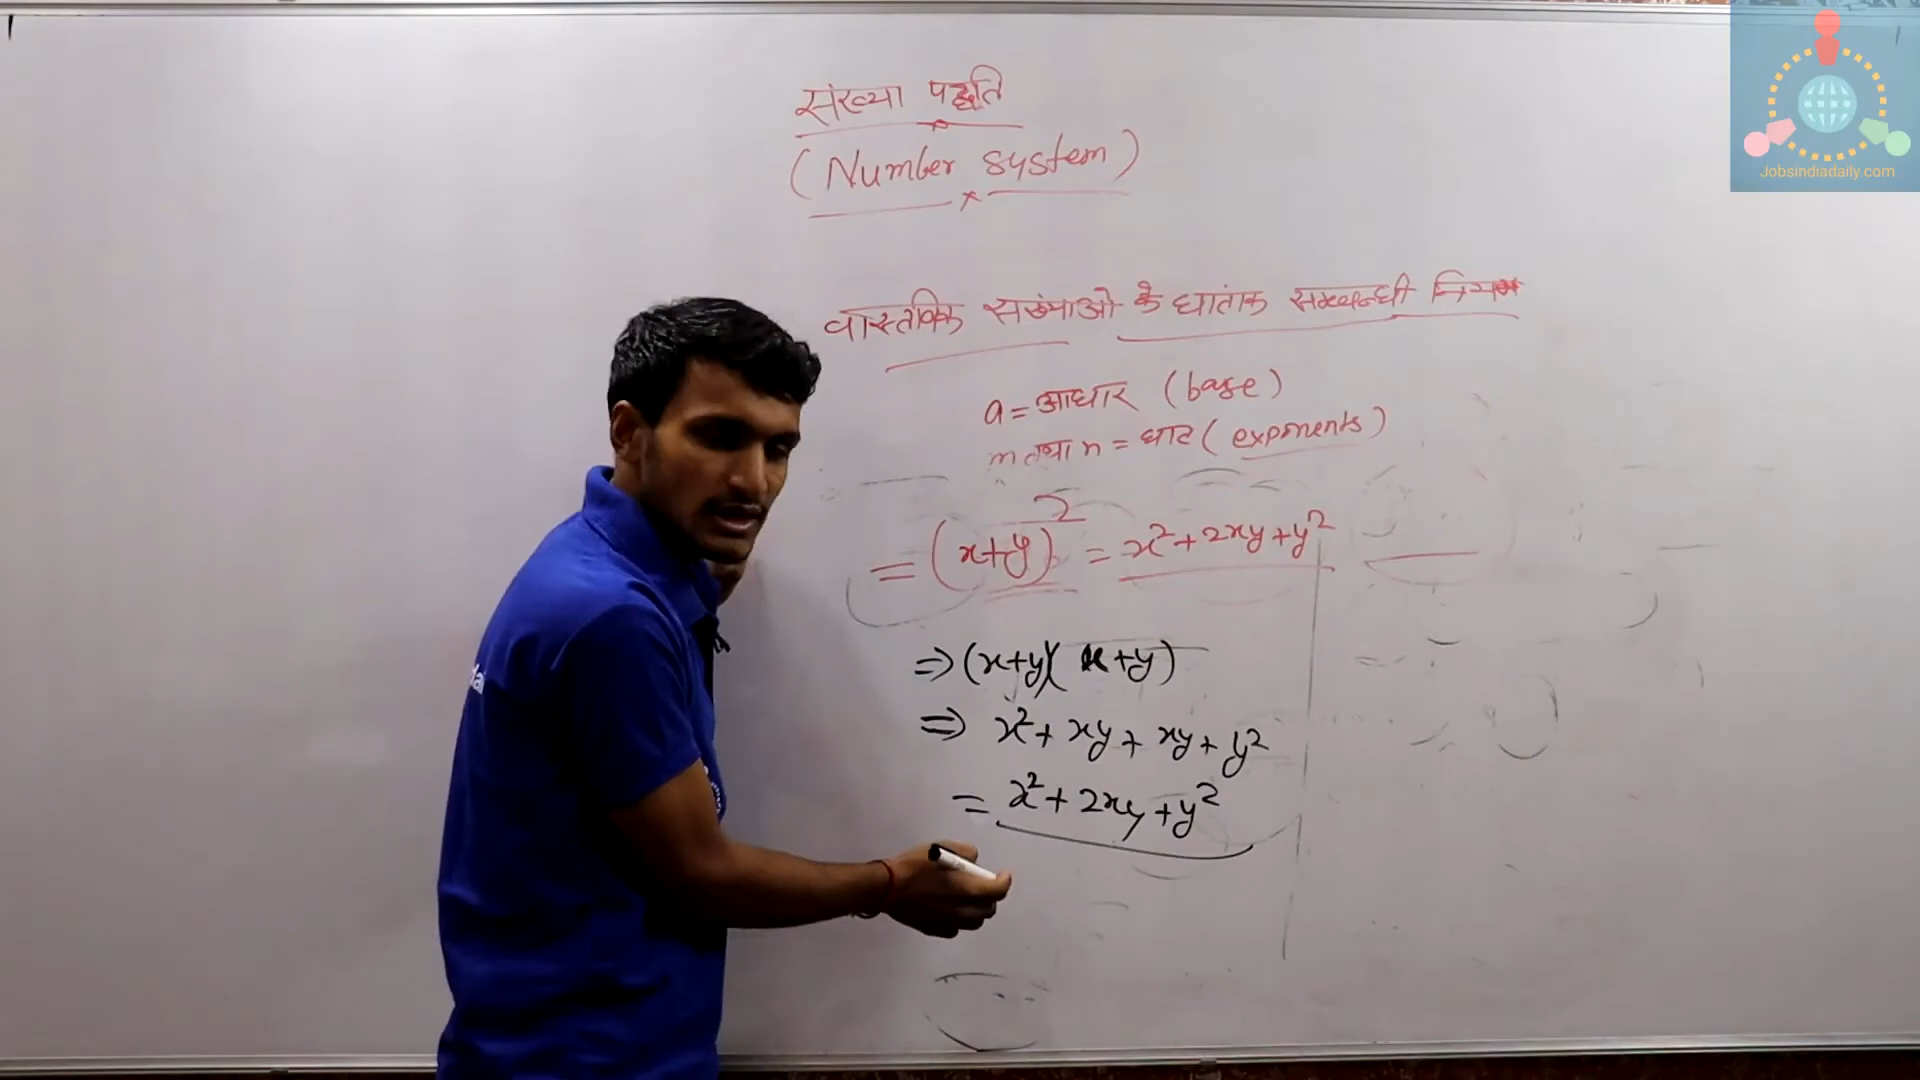 संख्या पद्धति
(Number system)
वास्तविक संख्याओ के घातांक सम्बन्धी नियम
a = आधार (base)
m तथा n = घात (exponents)
= (x+y)² = x²+2xy+y²
⇒ (x+y)(x+y)
⇒ x²+xy+xy+y²
= x²+2xy+y²
Jobsindiadaily.com